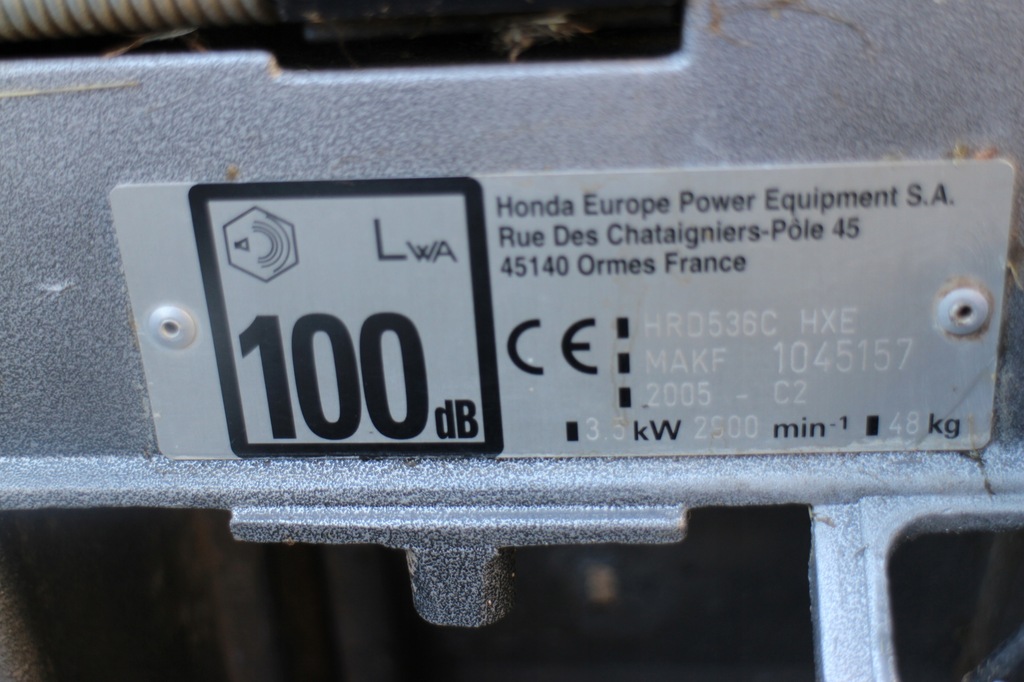 LWA
100 dB
Honda Europe Power Equipment S.A.
Rue Des Chataigniers-Pôle 45
45140 Ormes France
CE
HRD536C HXE
MAKF 1045157
2005 - C2
kW min-1 48 kg